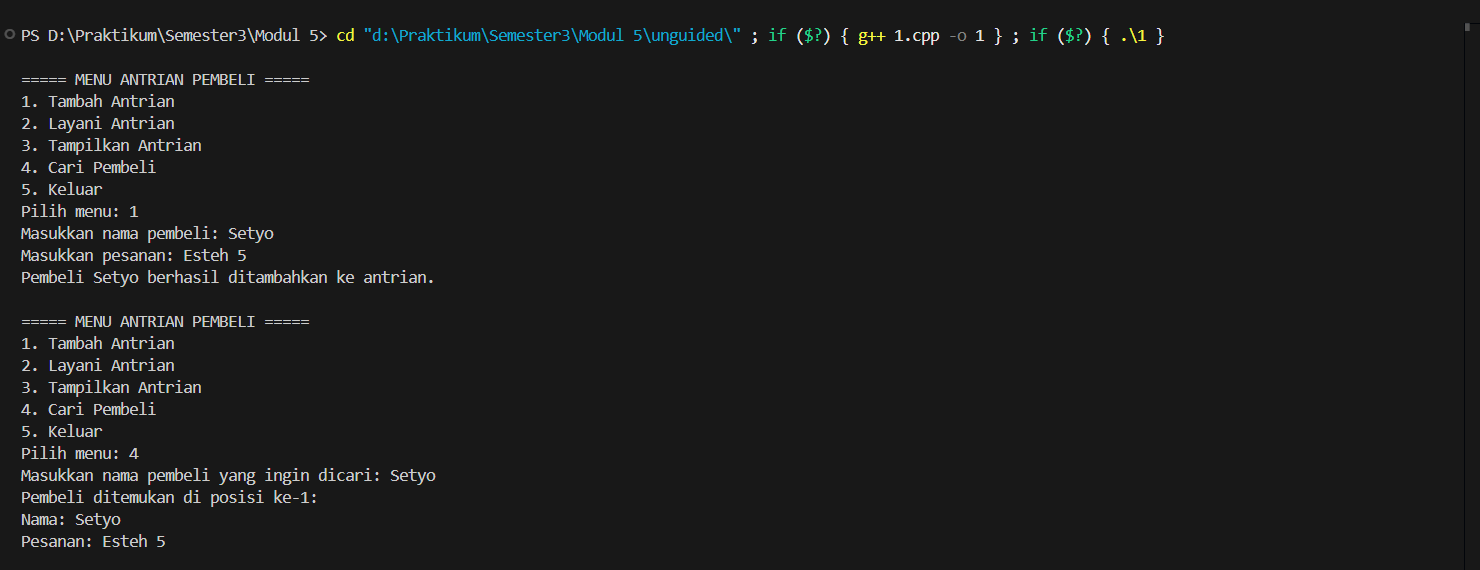 PS D:\Praktikum\Semester3\Modul 5> cd "d:\Praktikum\Semester3\Modul 5\unguided\" ; if ($?) { g++ 1.cpp -o 1 } ; if ($?) { .\1 }
===== MENU ANTRIAN PEMBELI =====
1. Tambah Antrian
2. Layani Antrian
3. Tampilkan Antrian
4. Cari Pembeli
5. Keluar
Pilih menu: 1
Masukkan nama pembeli: Setyo
Masukkan pesanan: Esteh 5
Pembeli Setyo berhasil ditambahkan ke antrian.
===== MENU ANTRIAN PEMBELI =====
1. Tambah Antrian
2. Layani Antrian
3. Tampilkan Antrian
4. Cari Pembeli
5. Keluar
Pilih menu: 4
Masukkan nama pembeli yang ingin dicari: Setyo
Pembeli ditemukan di posisi ke-1:
Nama: Setyo
Pesanan: Esteh 5